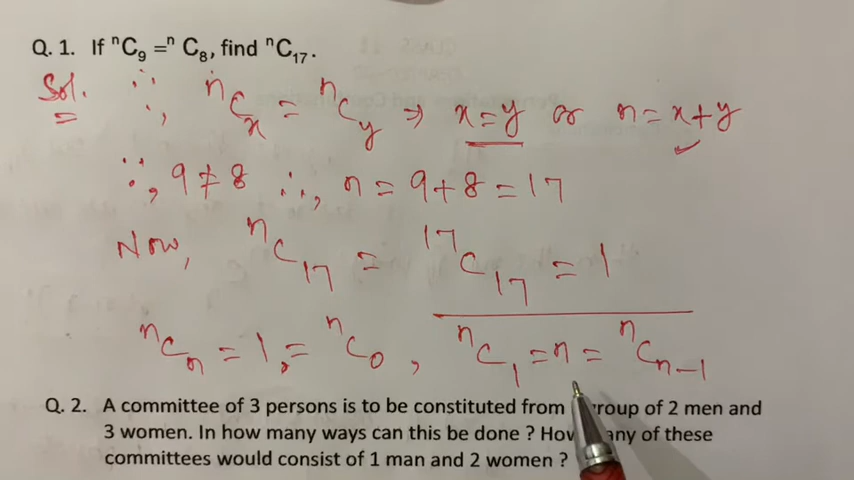 Q. 1. If ⁿC₉ =ⁿ C₈, find ⁿC₁₇.
Sol. ∵, ⁿCₓ = ⁿCᵧ ⇒ x = y or n = x + y
∵, 9 ≠ 8 ∴, n = 9 + 8 = 17
Now, ⁿC₁₇ = ¹⁷C₁₇ = 1
ⁿCₙ = 1, = ⁿC₀ , ⁿC₁ = n = ⁿCₙ₋₁
Q. 2. A committee of 3 persons is to be constituted from roup of 2 men and
3 women. In how many ways can this be done ? How any of these
committees would consist of 1 man and 2 women ?